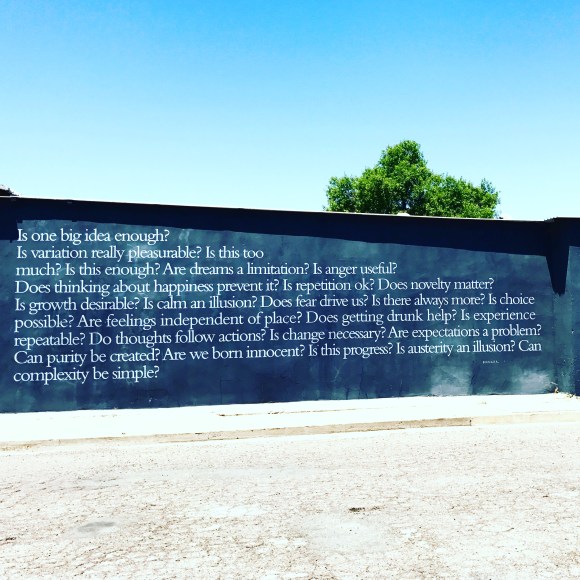 Is one big idea enough?
Is variation really pleasurable? Is this too
much? Is this enough? Are dreams a limitation? Is anger useful?
Does thinking about happiness prevent it? Is repetition ok? Does novelty matter?
Is growth desirable? Is calm an illusion? Does fear drive us? Is there always more? Is choice
possible? Are feelings independent of place? Does getting drunk help? Is experience
repeatable? Do thoughts follow actions? Is change necessary? Are expectations a problem?
Can purity be created? Are we born innocent? Is this progress? Is austerity an illusion? Can
complexity be simple?